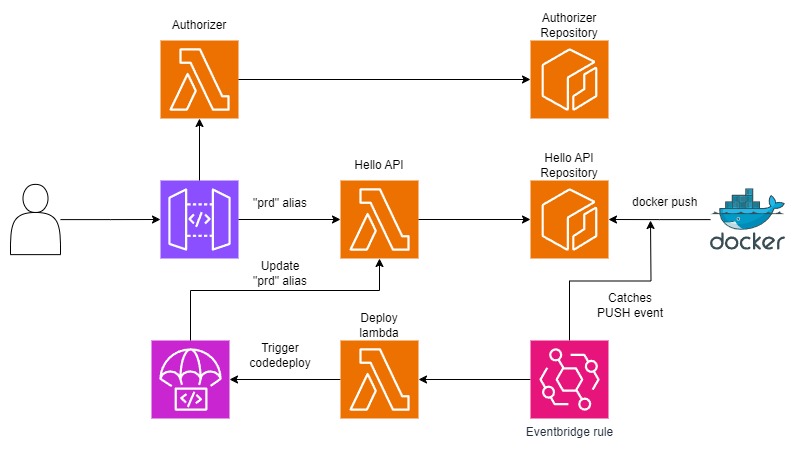 Authorizer
Authorizer
Repository
Hello API
Hello API
Repository
"prd" alias
docker push
docker
Update
"prd" alias
Catches
PUSH event
Deploy
lambda
Trigger
codedeploy
Eventbridge rule